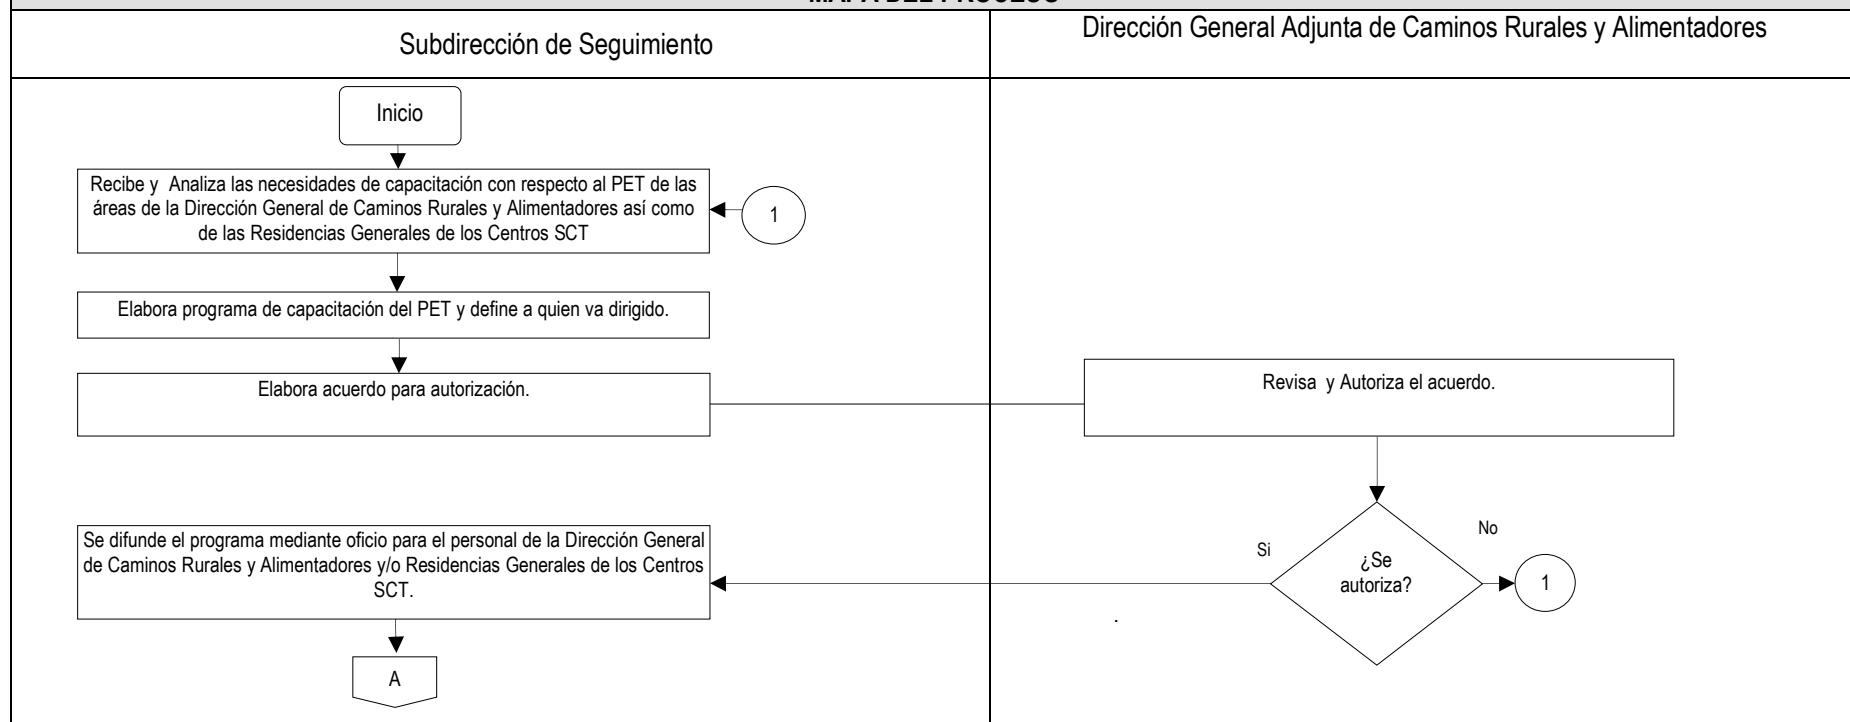 MAPA DEL PROCESO
Subdirección de Seguimiento
Dirección General Adjunta de Caminos Rurales y Alimentadores
Inicio
Recibe y Analiza las necesidades de capacitación con respecto al PET de las
áreas de la Dirección General de Caminos Rurales y Alimentadores así como
de las Residencias Generales de los Centros SCT
1
Elabora programa de capacitación del PET y define a quien va dirigido.
Elabora acuerdo para autorización.
Revisa y Autoriza el acuerdo.
Se difunde el programa mediante oficio para el personal de la Dirección General
de Caminos Rurales y Alimentadores y/o Residencias Generales de los Centros
SCT.
Si
¿Se
autoriza?
No
1
.
A